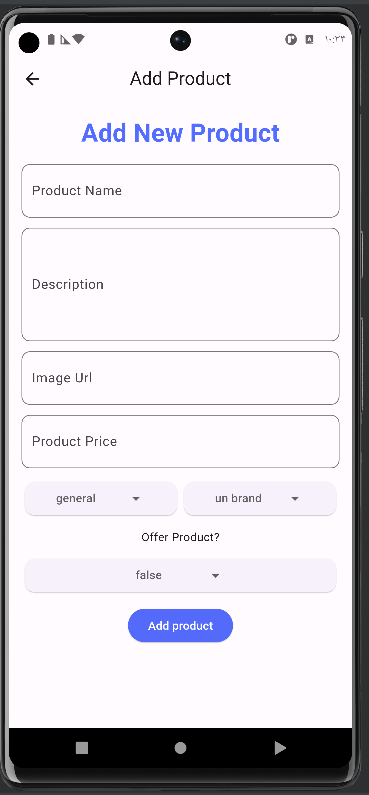 ١٠:٢٣
Add Product
Add New Product
Product Name
Description
Image Url
Product Price
general un brand
Offer Product?
false
Add product